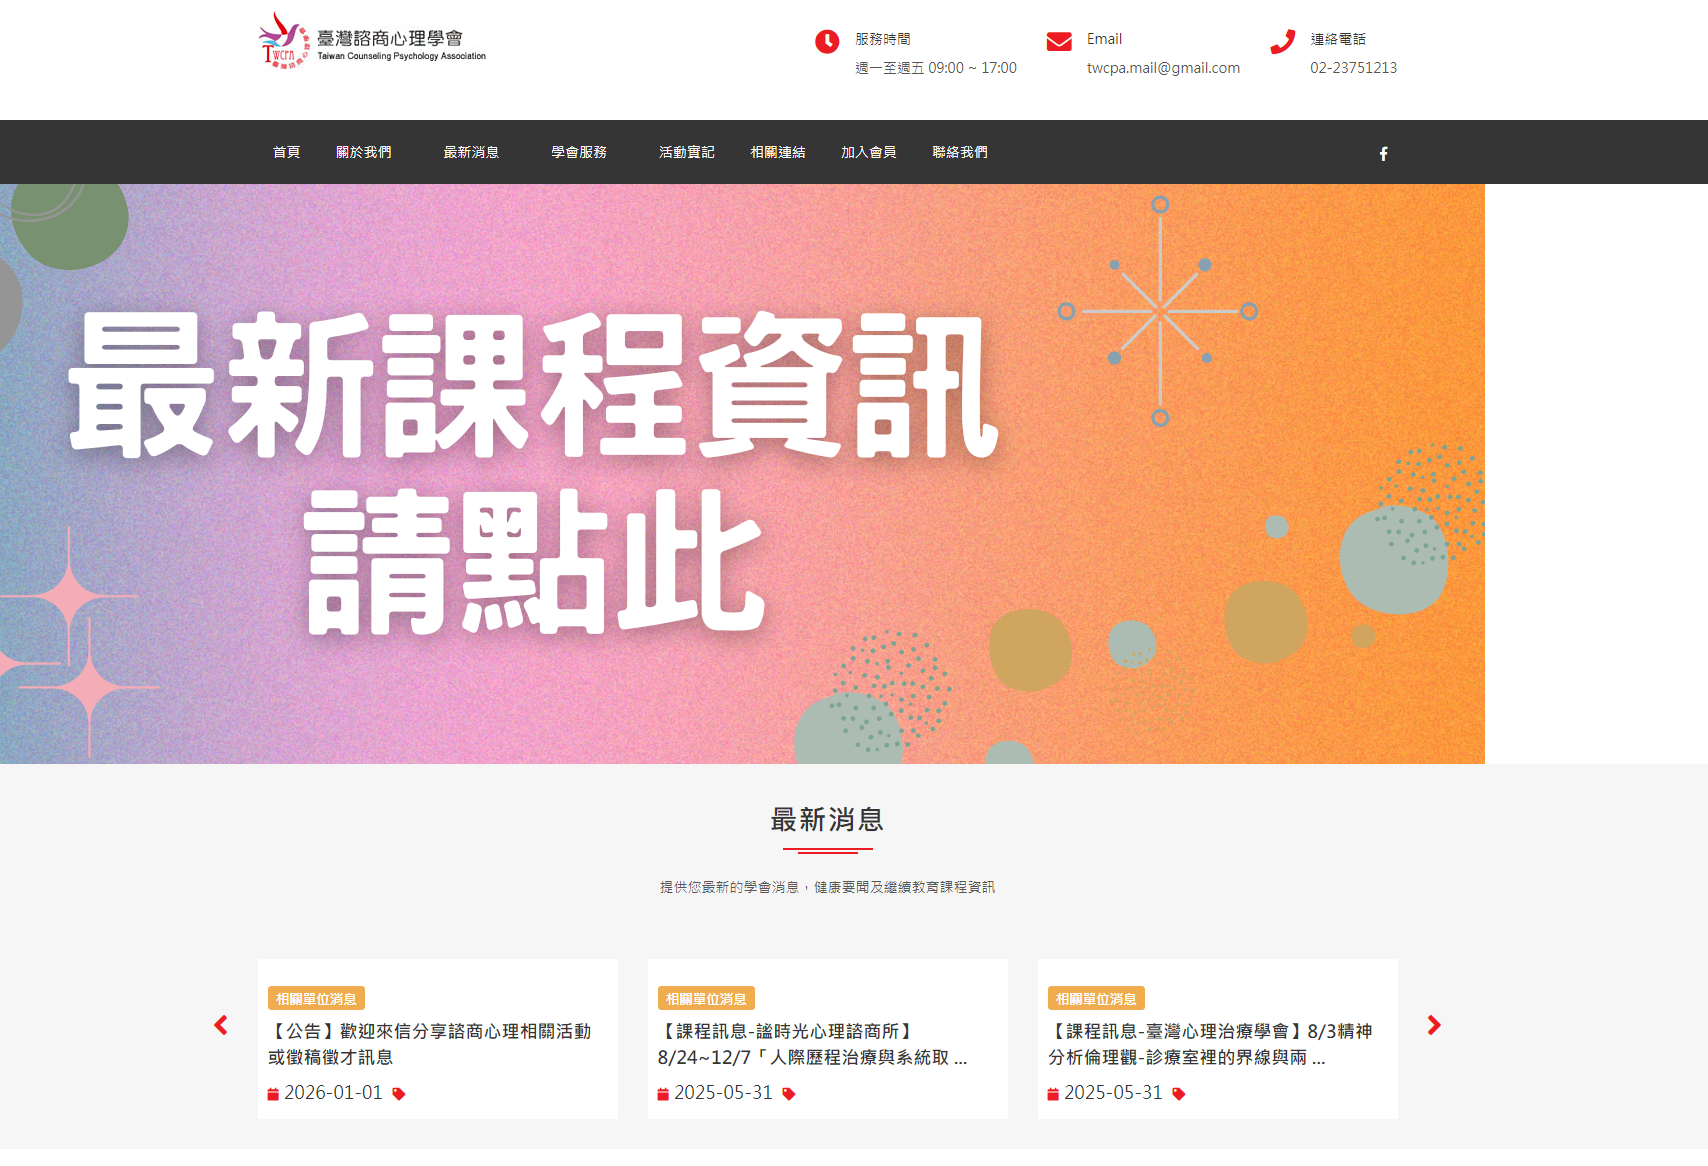 臺灣諮商心理學會
Taiwan Counseling Psychology Association
TWCPA
服務時間
週一至週五 09:00 ~ 17:00
Email
twcpa.mail@gmail.com
連絡電話
02-23751213
首頁 關於我們 最新消息 學會服務 活動實記 相關連結 加入會員 聯絡我們
最新課程資訊
請點此
最新消息
提供您最新的學會消息，健康要聞及繼續教育課程資訊
相關單位消息
【公告】歡迎來信分享諮商心理相關活動
或徵稿徵才訊息
2026-01-01
相關單位消息
【課程訊息-謐時光心理諮商所】
8/24~12/7「人際歷程治療與系統取 ...
2025-05-31
相關單位消息
【課程訊息-臺灣心理治療學會】8/3精神
分析倫理觀-診療室裡的界線與兩 ...
2025-05-31